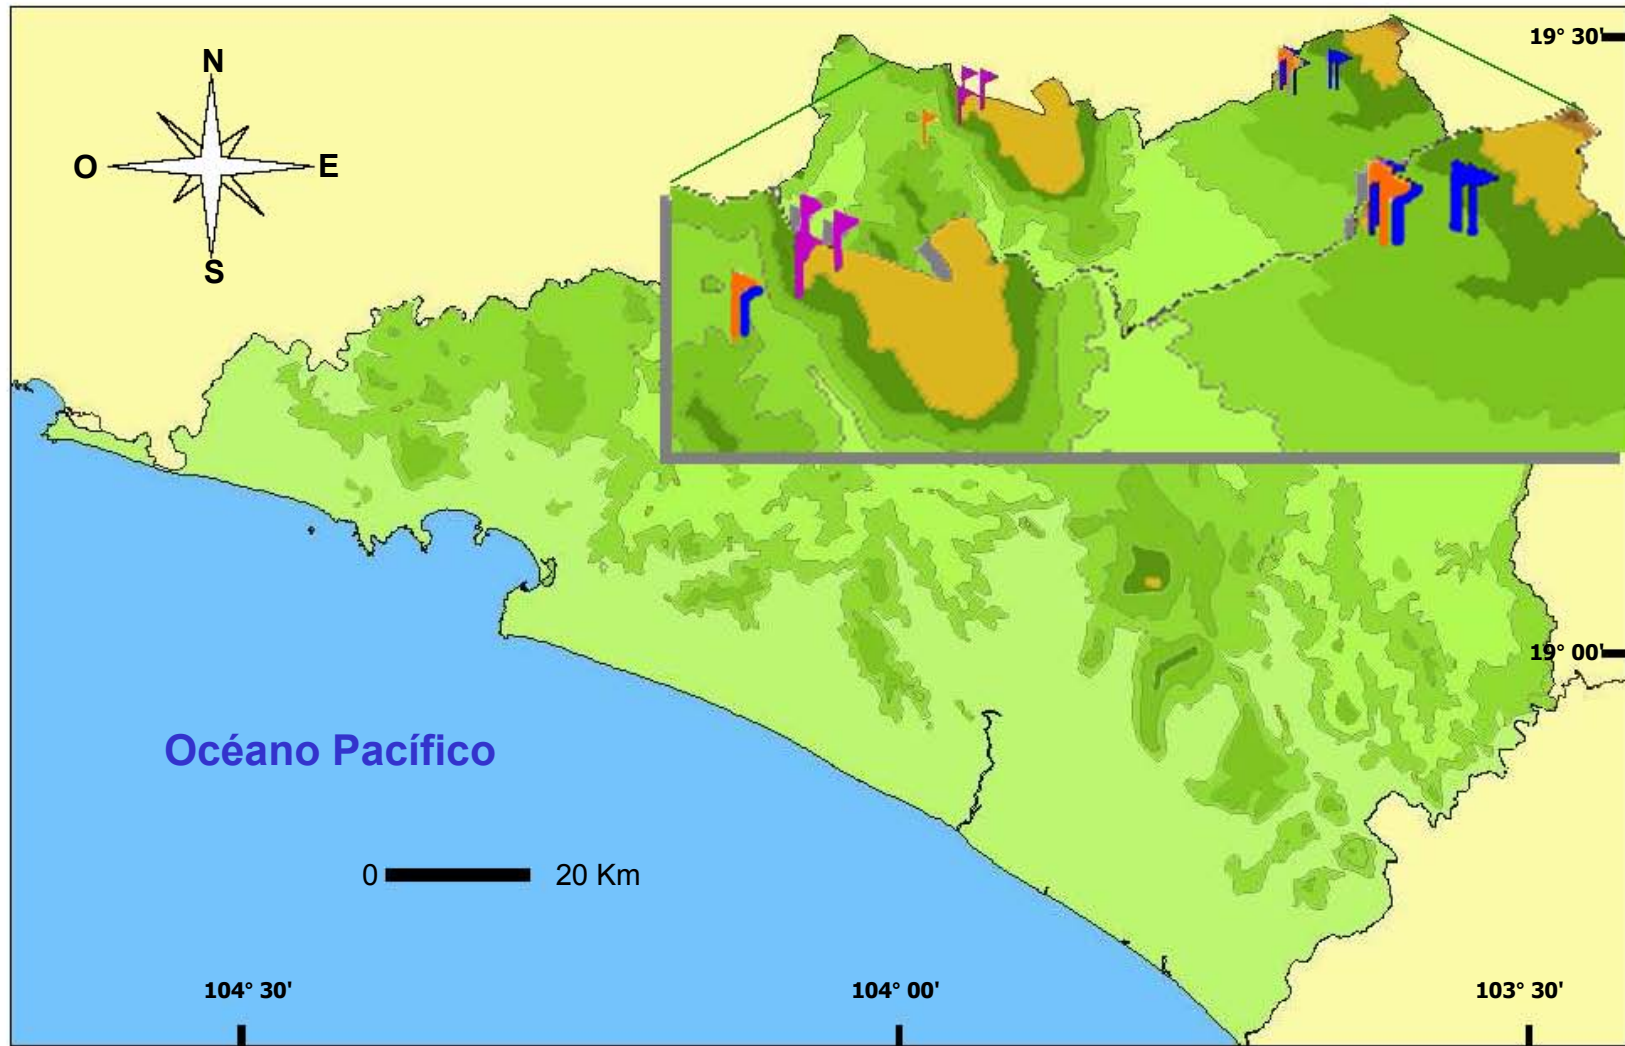 19° 30'
N
O
E
S
19° 00'
Océano Pacífico
0
20 Km
104° 30'
104° 00'
103° 30'